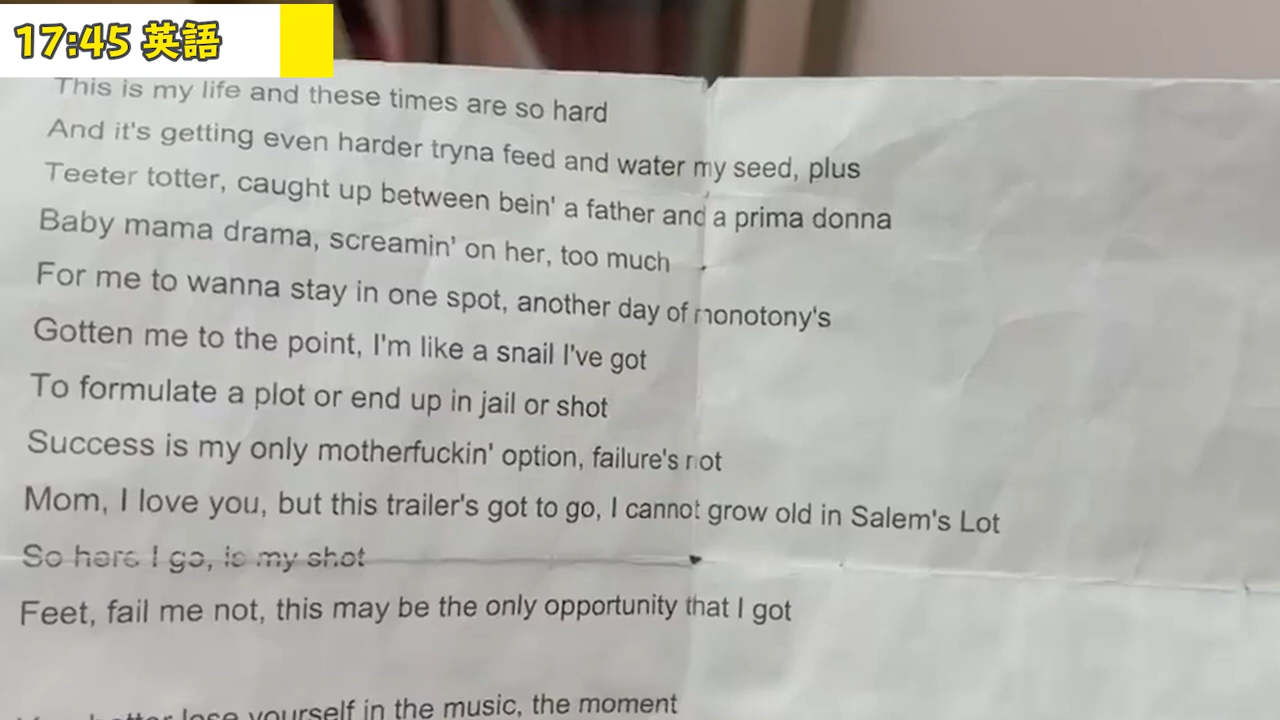 17:45 英語
This is my life and these times are so hard
And it's getting even harder tryna feed and water my seed, plus
Teeter totter, caught up between bein' a father and a prima donna
Baby mama drama, screamin' on her, too much
For me to wanna stay in one spot, another day of monotony's
Gotten me to the point, I'm like a snail I've got
To formulate a plot or end up in jail or shot
Success is my only motherfuckin' option, failure's not
Mom, I love you, but this trailer's got to go, I cannot grow old in Salem's Lot
So here I go, is my shot
Feet, fail me not, this may be the only opportunity that I got
better lose yourself in the music, the moment